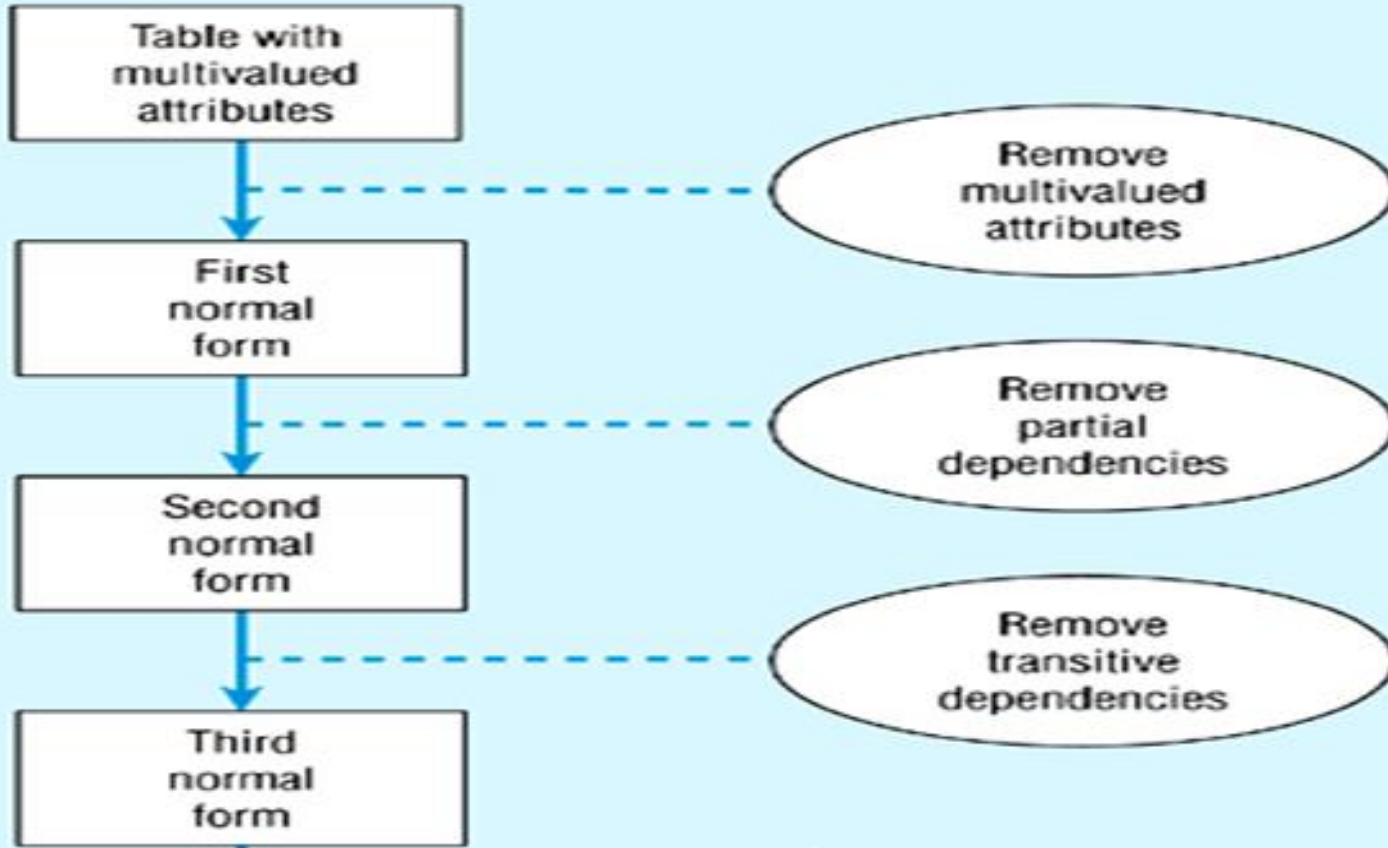 Table with
multivalued
attributes
Remove
multivalued
attributes
First
normal
form
Remove
partial
dependencies
Second
normal
form
Remove
transitive
dependencies
Third
normal
form